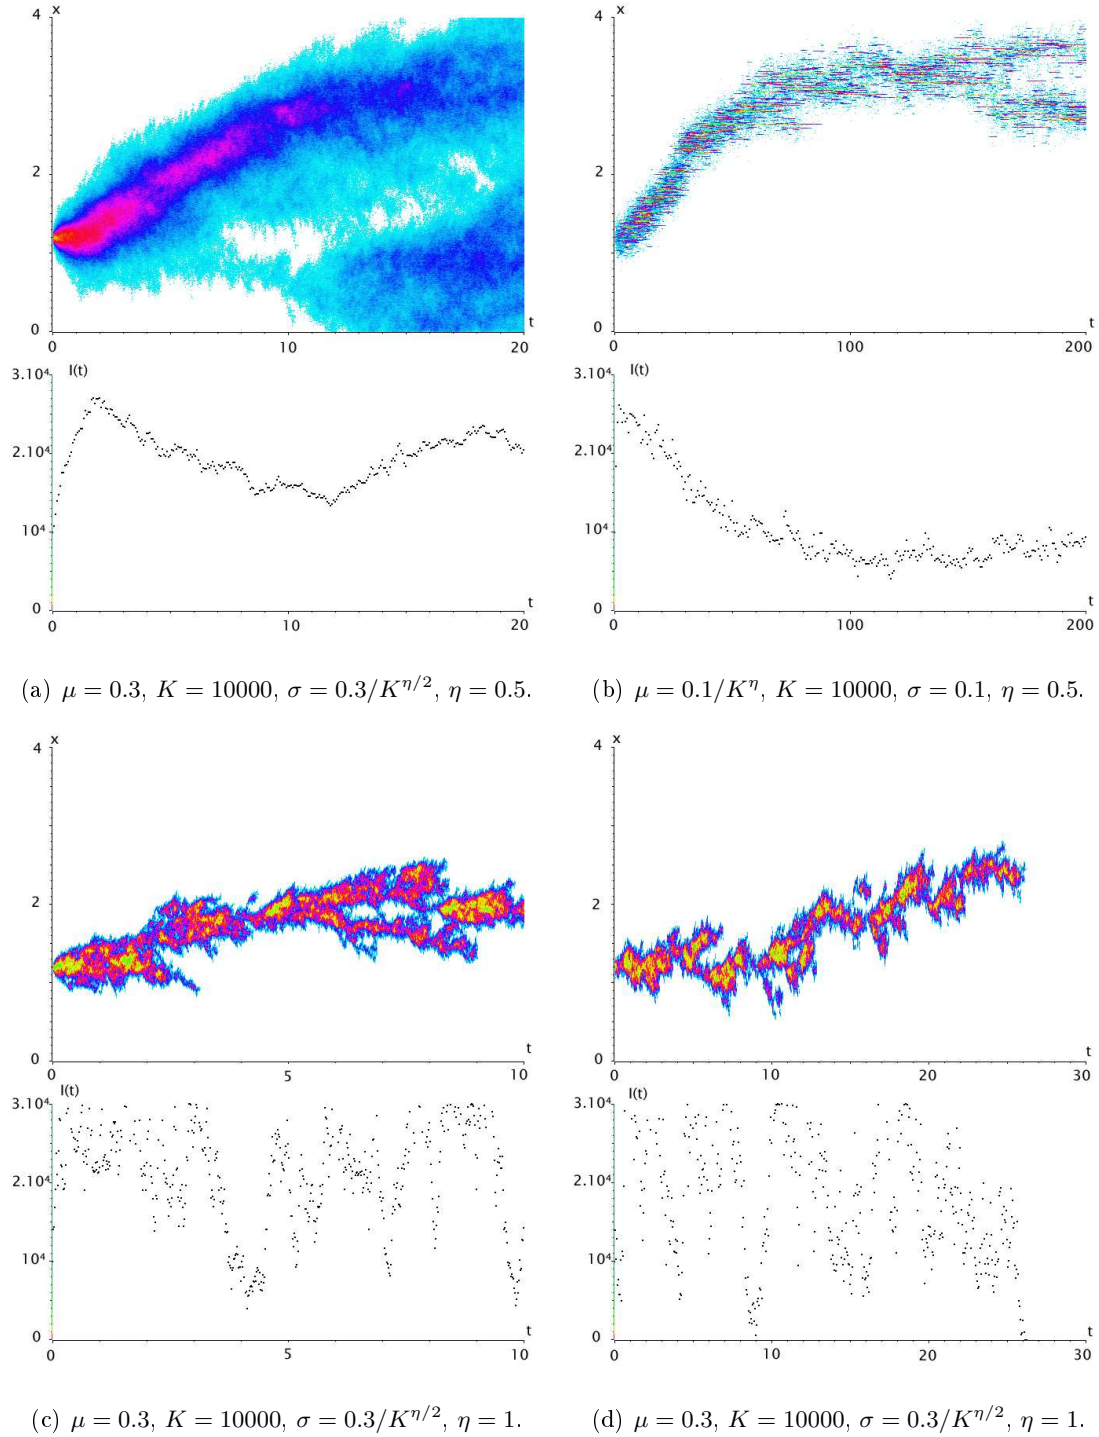 4 x
2
0
0 10 20 t
3.10⁴ I(t)
2.10⁴
10⁴
0
0 10 20 t
(a) μ = 0.3, K = 10000, σ = 0.3/K^{η/2}, η = 0.5.
4 x
2
0
0 100 200 t
3.10⁴ I(t)
2.10⁴
10⁴
0
0 100 200 t
(b) μ = 0.1/K^η, K = 10000, σ = 0.1, η = 0.5.
4 x
2
0
0 5 10 t
3.10⁴ I(t)
2.10⁴
10⁴
0
0 5 10 t
(c) μ = 0.3, K = 10000, σ = 0.3/K^{η/2}, η = 1.
4 x
2
0
0 10 20 30 t
3.10⁴ I(t)
2.10⁴
10⁴
0
0 10 20 30 t
(d) μ = 0.3, K = 10000, σ = 0.3/K^{η/2}, η = 1.